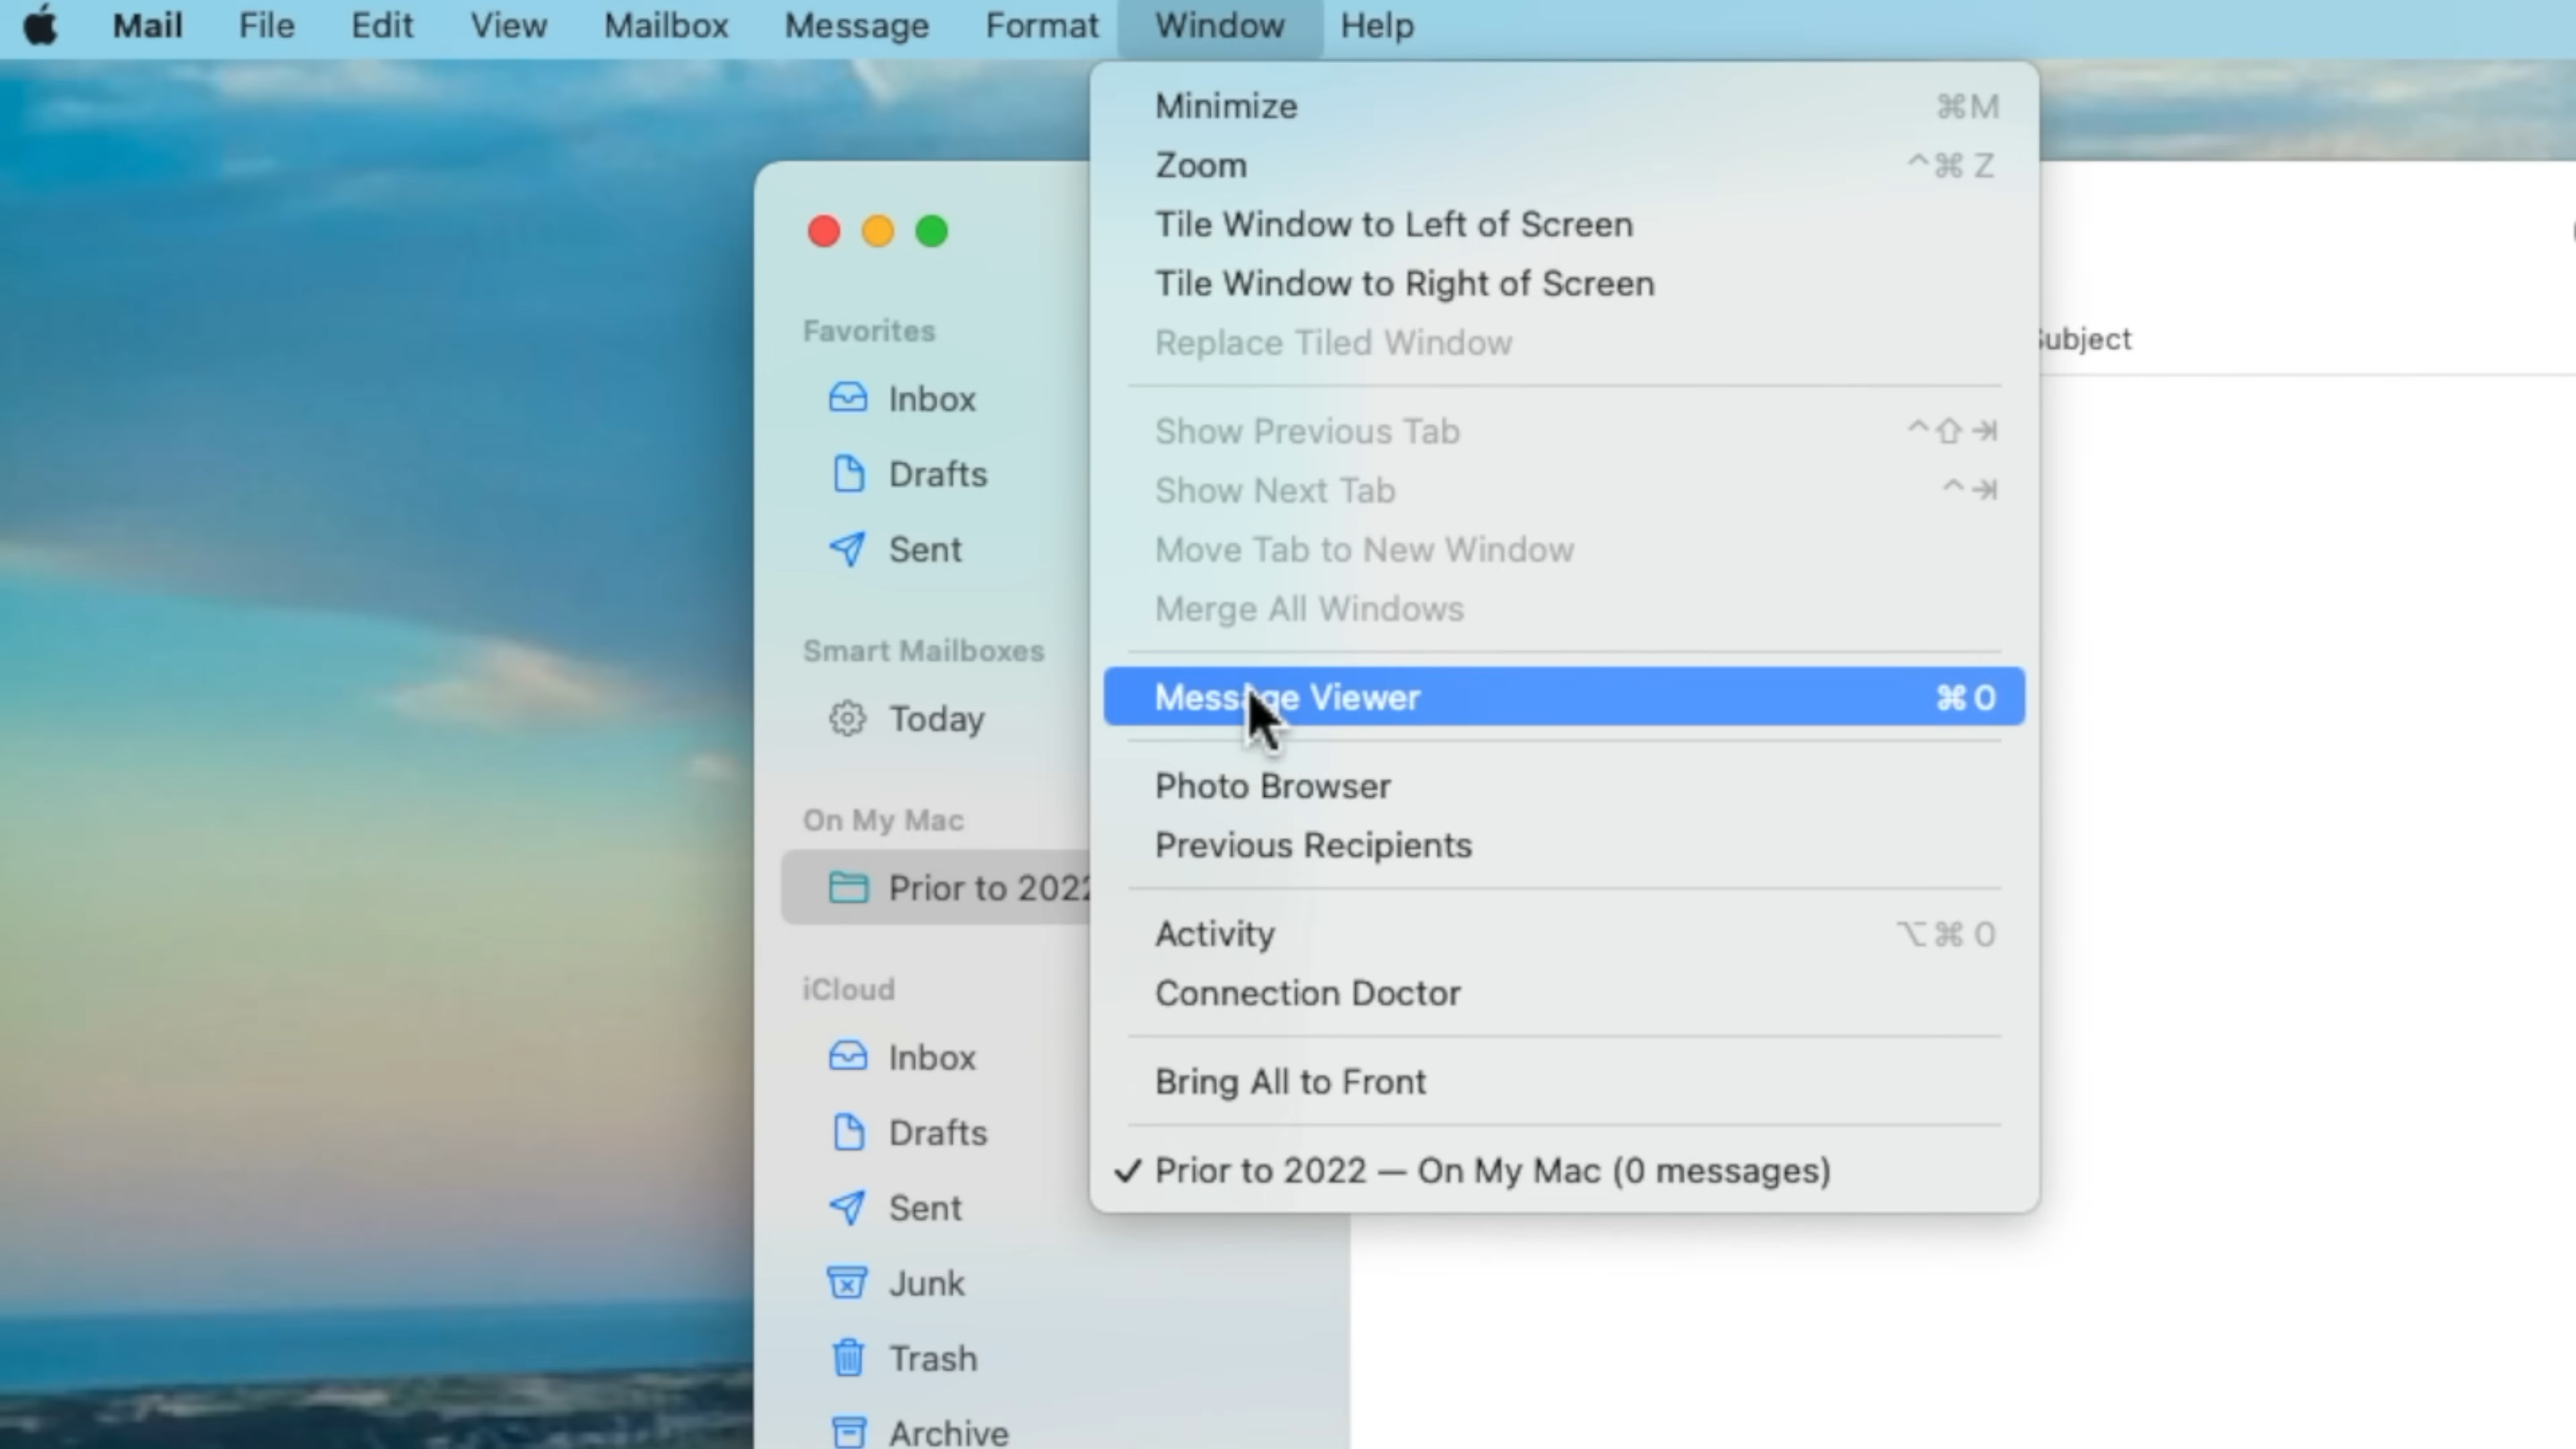 Mail File Edit View Mailbox Message Format Window Help
Minimize ⌘M
Zoom ^⌘Z
Tile Window to Left of Screen
Tile Window to Right of Screen
Replace Tiled Window
Show Previous Tab ^⇧⇥
Show Next Tab ^⇥
Move Tab to New Window
Merge All Windows
Message Viewer ⌘0
Photo Browser
Previous Recipients
Activity ⌥⌘0
Connection Doctor
Bring All to Front
✓ Prior to 2022 — On My Mac (0 messages)
Favorites
Inbox
Drafts
Sent
Smart Mailboxes
Today
On My Mac
Prior to 2022
iCloud
Inbox
Drafts
Sent
Junk
Trash
Archive
Subject